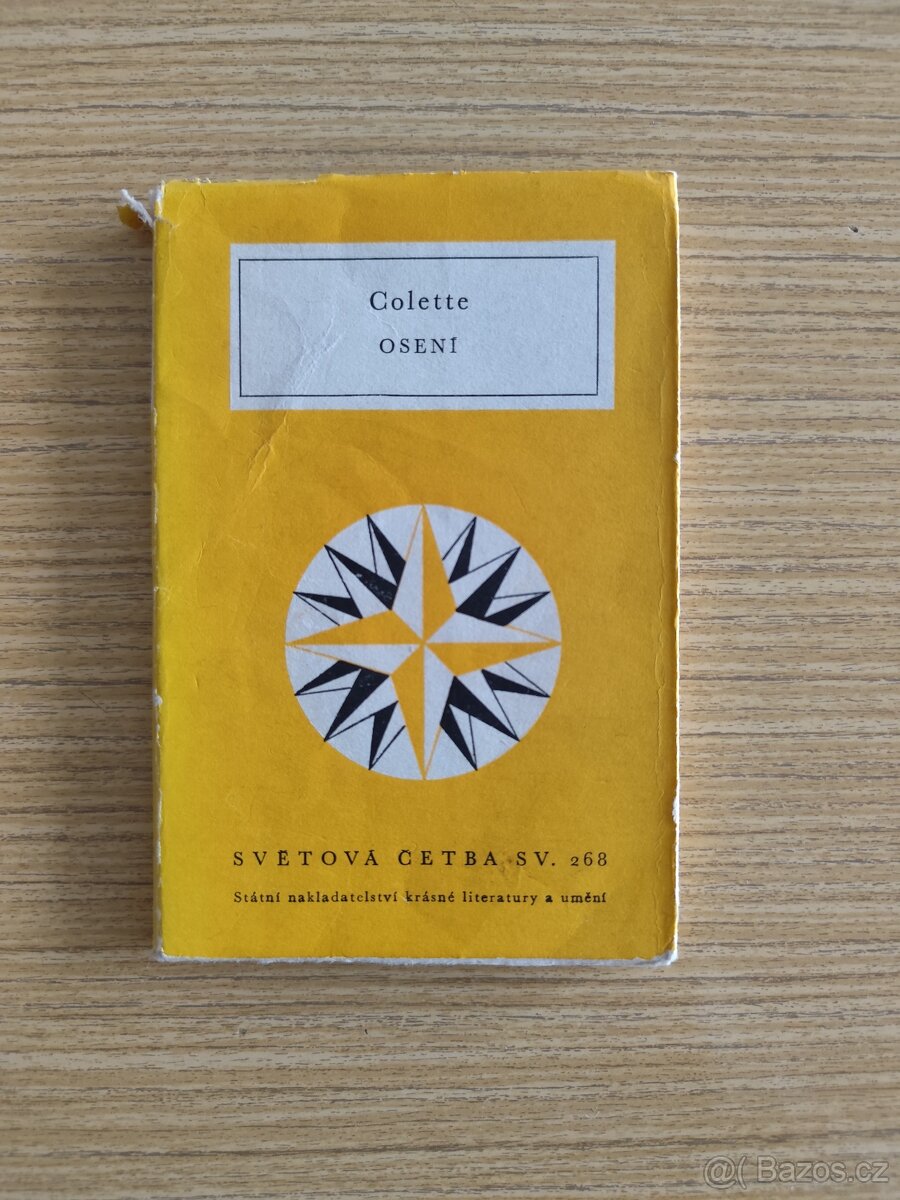 Colette
OSENÍ
SVĚTOVÁ ČETBA SV. 268
Státní nakladatelství krásné literatury a umění
@( Bazos.cz